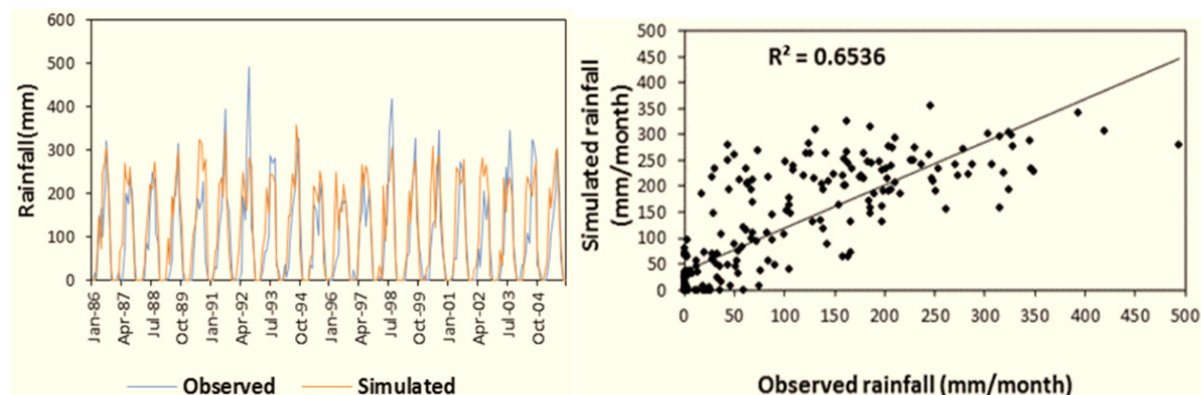 600
500
400
300
200
100
0
Rainfall(mm)
Jan-86
Apr-87
Jul-88
Oct-89
Jan-91
Apr-92
Jul-93
Oct-94
Jan-96
Apr-97
Jul-98
Oct-99
Jan-01
Apr-02
Jul-03
Oct-04
Observed
Simulated
500
450
400
350
300
250
200
150
100
50
0
Simulated rainfall
(mm/month)
R² = 0.6536
0 50 100 150 200 250 300 350 400 450 500
Observed rainfall (mm/month)